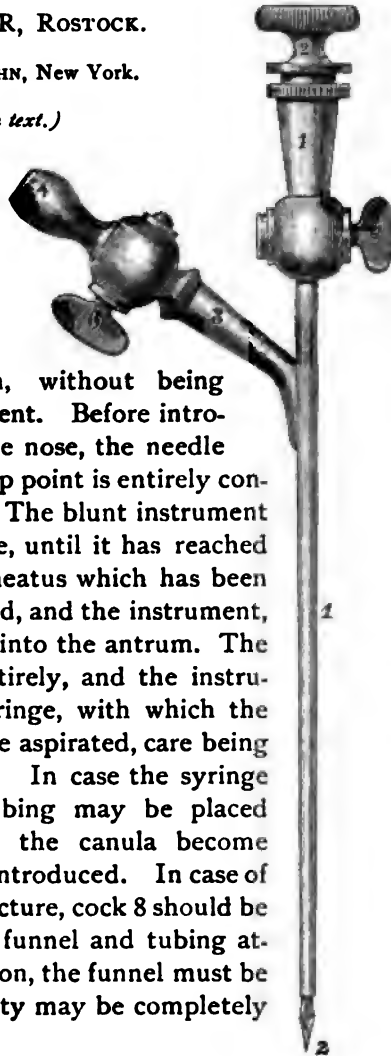 R, ROSTOCK.
HN, New York.
text.)
2
1
4
3
, without being
ent. Before intro-
e nose, the needle
p point is entirely con-
The blunt instrument
e, until it has reached
neatus which has been
d, and the instrument,
into the antrum. The
tirely, and the instru-
ringe, with which the
e aspirated, care being
In case the syringe
bing may be placed
the canula become
ntroduced. In case of
cture, cock 8 should be
funnel and tubing at-
on, the funnel must be
ty may be completely
1
2